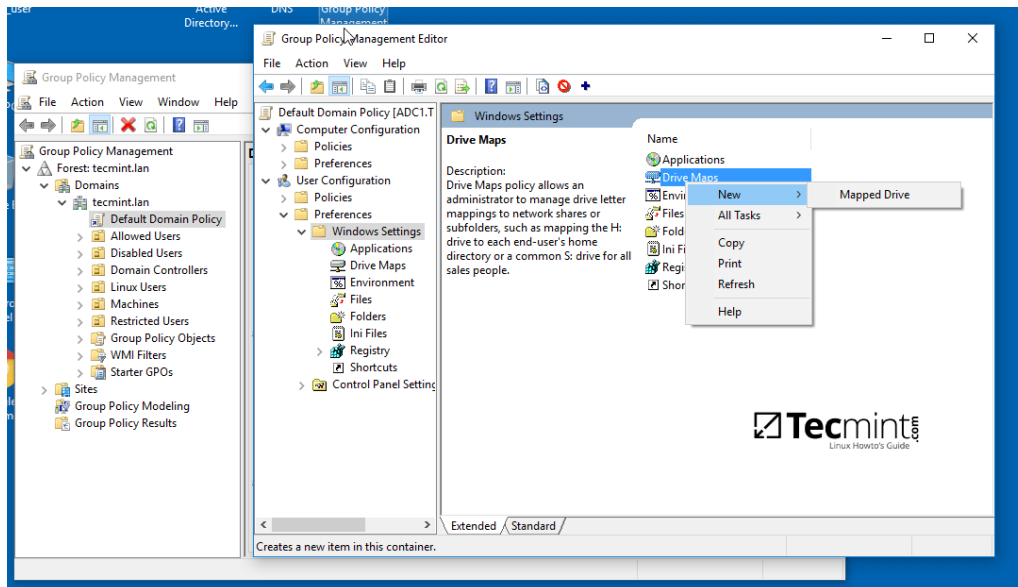 _user
Active
Directory...
DNS
Group Policy
Management
Group Policy Management Editor
File Action View Help
Default Domain Policy [ADC1.T
Computer Configuration
Policies
Preferences
User Configuration
Policies
Preferences
Windows Settings
Applications
Drive Maps
Environment
Files
Folders
Ini Files
Registry
Shortcuts
Control Panel Setting
Windows Settings
Drive Maps
Description:
Drive Maps policy allows an
administrator to manage drive letter
mappings to network shares or
subfolders, such as mapping the H:
drive to each end-user's home
directory or a common S: drive for all
sales people.
Name
Applications
Drive Maps
Envi
Files
Fold
Ini Fi
Regi
Shor
New
All Tasks
Copy
Print
Refresh
Help
Mapped Drive
Tecmint.com
Linux Howto's Guide
Extended
Standard
Creates a new item in this container.
Group Policy Management
File Action View Window Help
Group Policy Management
Forest: tecmint.lan
Domains
tecmint.lan
Default Domain Policy
Allowed Users
Disabled Users
Domain Controllers
Linux Users
Machines
Restricted Users
Group Policy Objects
WMI Filters
Starter GPOs
Sites
Group Policy Modeling
Group Policy Results